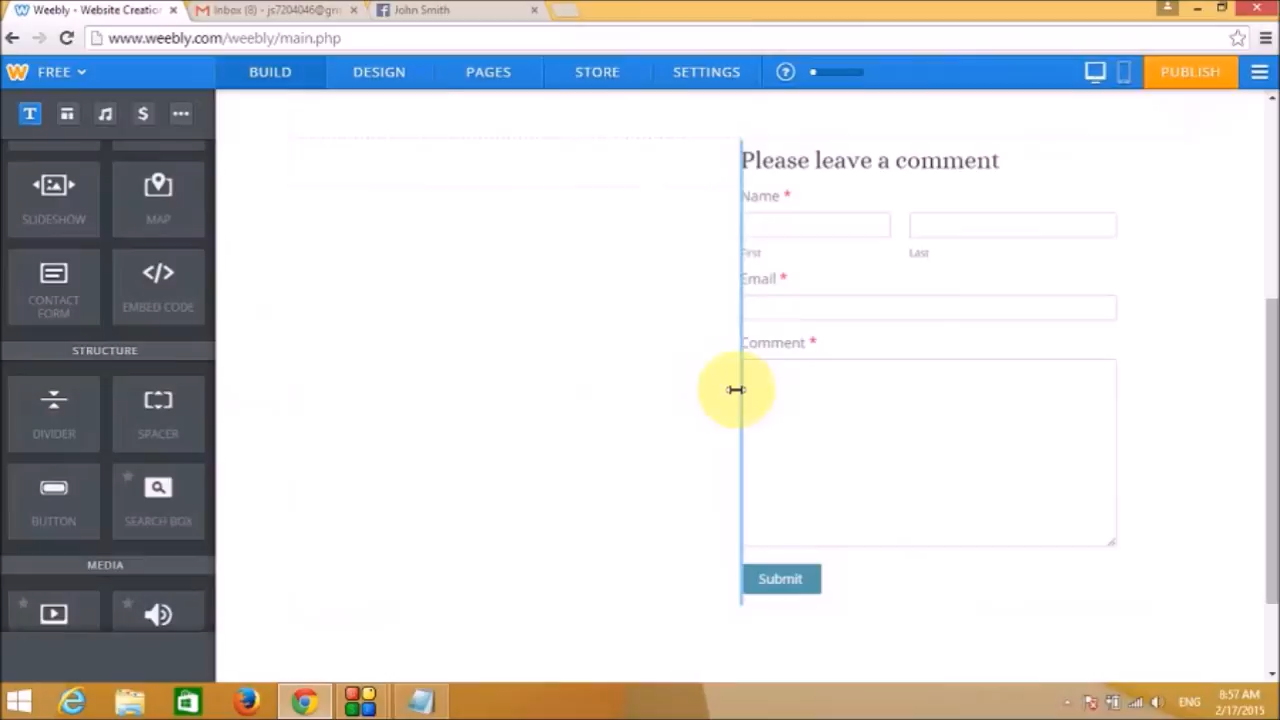 Weebly - Website Creation
Inbox (8) - js7204046@gm
John Smith
www.weebly.com/weebly/main.php
FREE
BUILD
DESIGN
PAGES
STORE
SETTINGS
?
PUBLISH
T
$
SLIDESHOW
MAP
CONTACT
FORM
EMBED CODE
STRUCTURE
DIVIDER
SPACER
BUTTON
SEARCH BOX
MEDIA
Please leave a comment
Name *
First
Last
Email *
Comment *
Submit
ENG
8:57 AM
2/17/2015